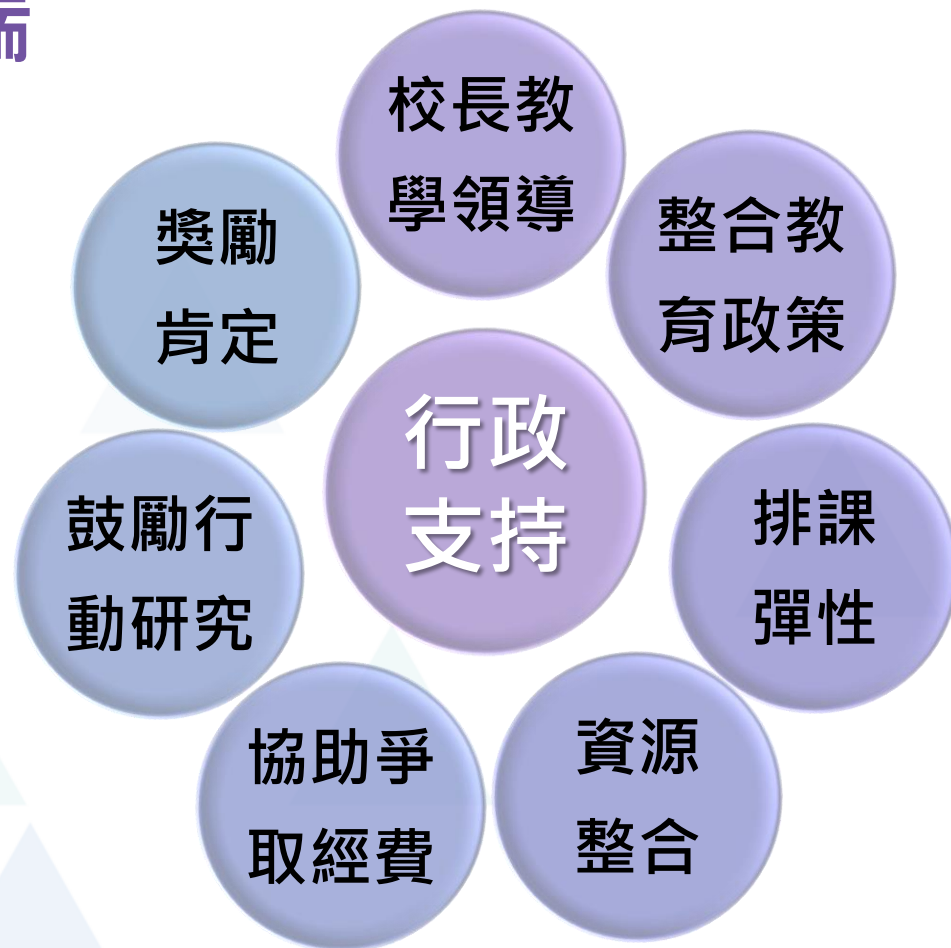 端
校長教
學領導
整合教
育政策
排課
彈性
資源
整合
協助爭
取經費
鼓勵行
動研究
獎勵
肯定
行政
支持